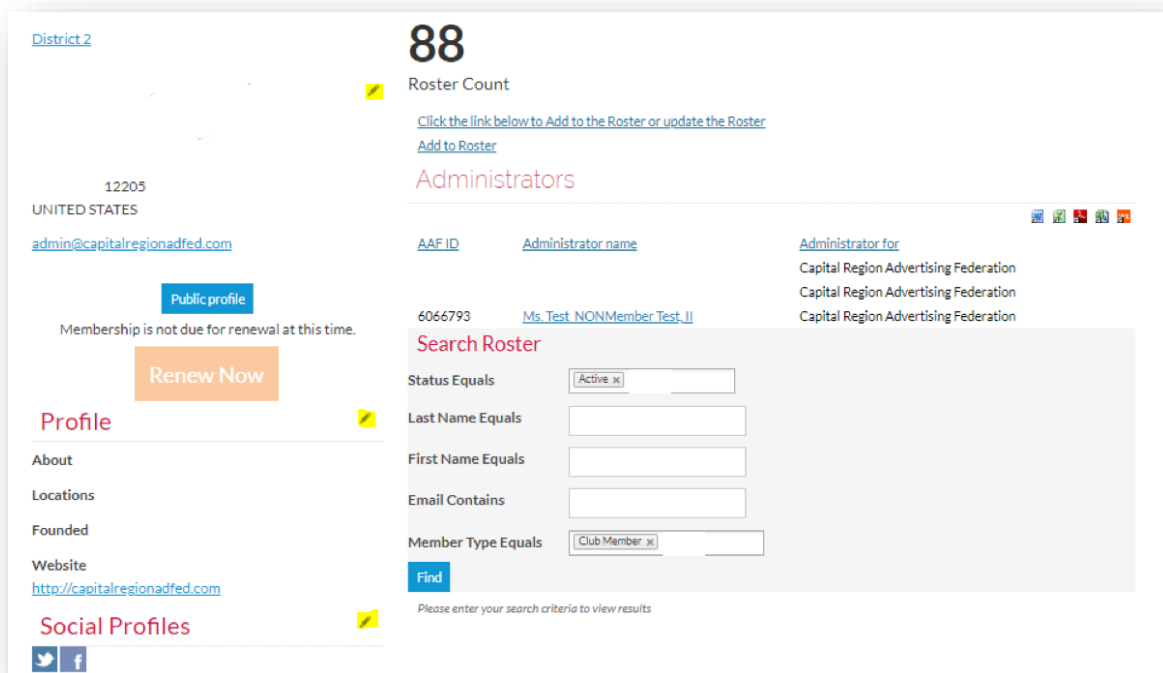 District 2
12205
UNITED STATES
admin@capitalregionadfed.com
Public profile
Membership is not due for renewal at this time.
Renew Now
Profile
About
Locations
Founded
Website
http://capitalregionadfed.com
Social Profiles
88
Roster Count
Click the link below to Add to the Roster or update the Roster
Add to Roster
Administrators
AAF ID Administrator name Administrator for
Capital Region Advertising Federation
Capital Region Advertising Federation
6066793 Ms. Test NONMember Test, II Capital Region Advertising Federation
Search Roster
Status Equals Active x
Last Name Equals
First Name Equals
Email Contains
Member Type Equals Club Member x
Find
Please enter your search criteria to view results